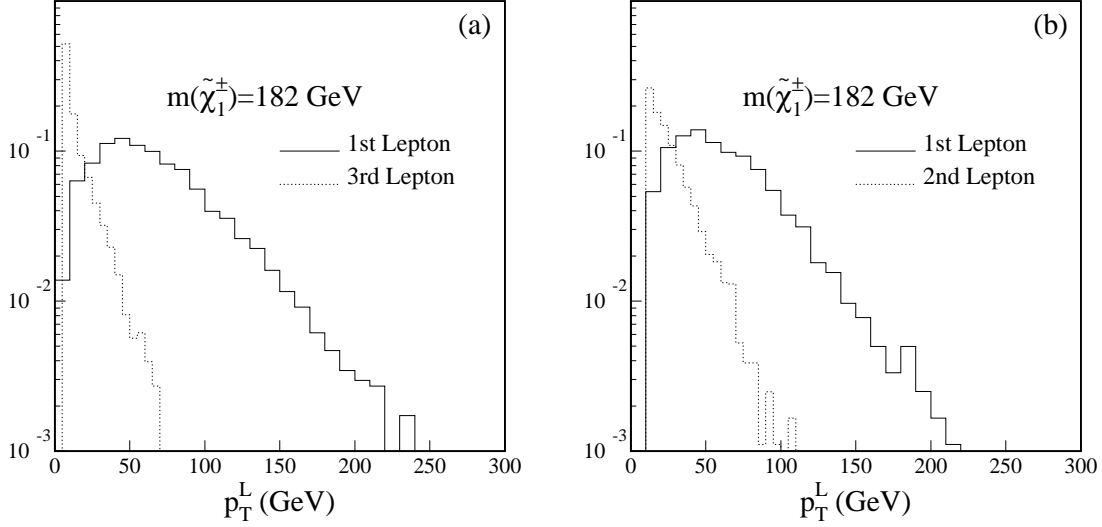 (a)
m(χ̃₁±)=182 GeV
1st Lepton
3rd Lepton
10⁻¹
10⁻²
10⁻³
0 50 100 150 200 250 300
p_T^L (GeV)
(b)
m(χ̃₁±)=182 GeV
1st Lepton
2nd Lepton
10⁻¹
10⁻²
10⁻³
0 50 100 150 200 250 300
p_T^L (GeV)